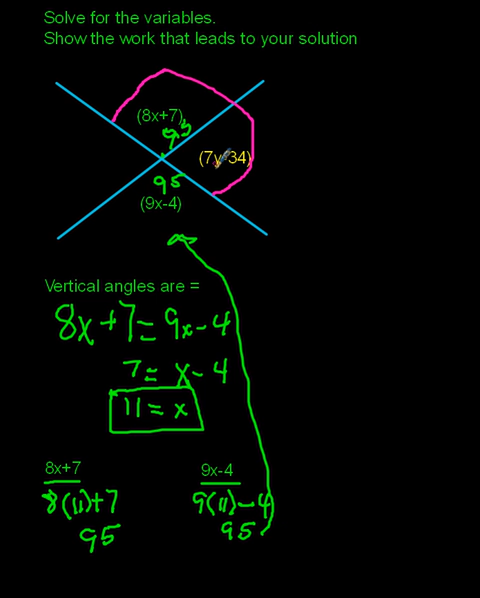 Solve for the variables.
Show the work that leads to your solution
(8x+7)
95
(7y-34)
95
(9x-4)
Vertical angles are =
8x+7=9x-4
7=x-4
11=x
8x+7
9x-4
8(11)+7
9(11)-4
95
95